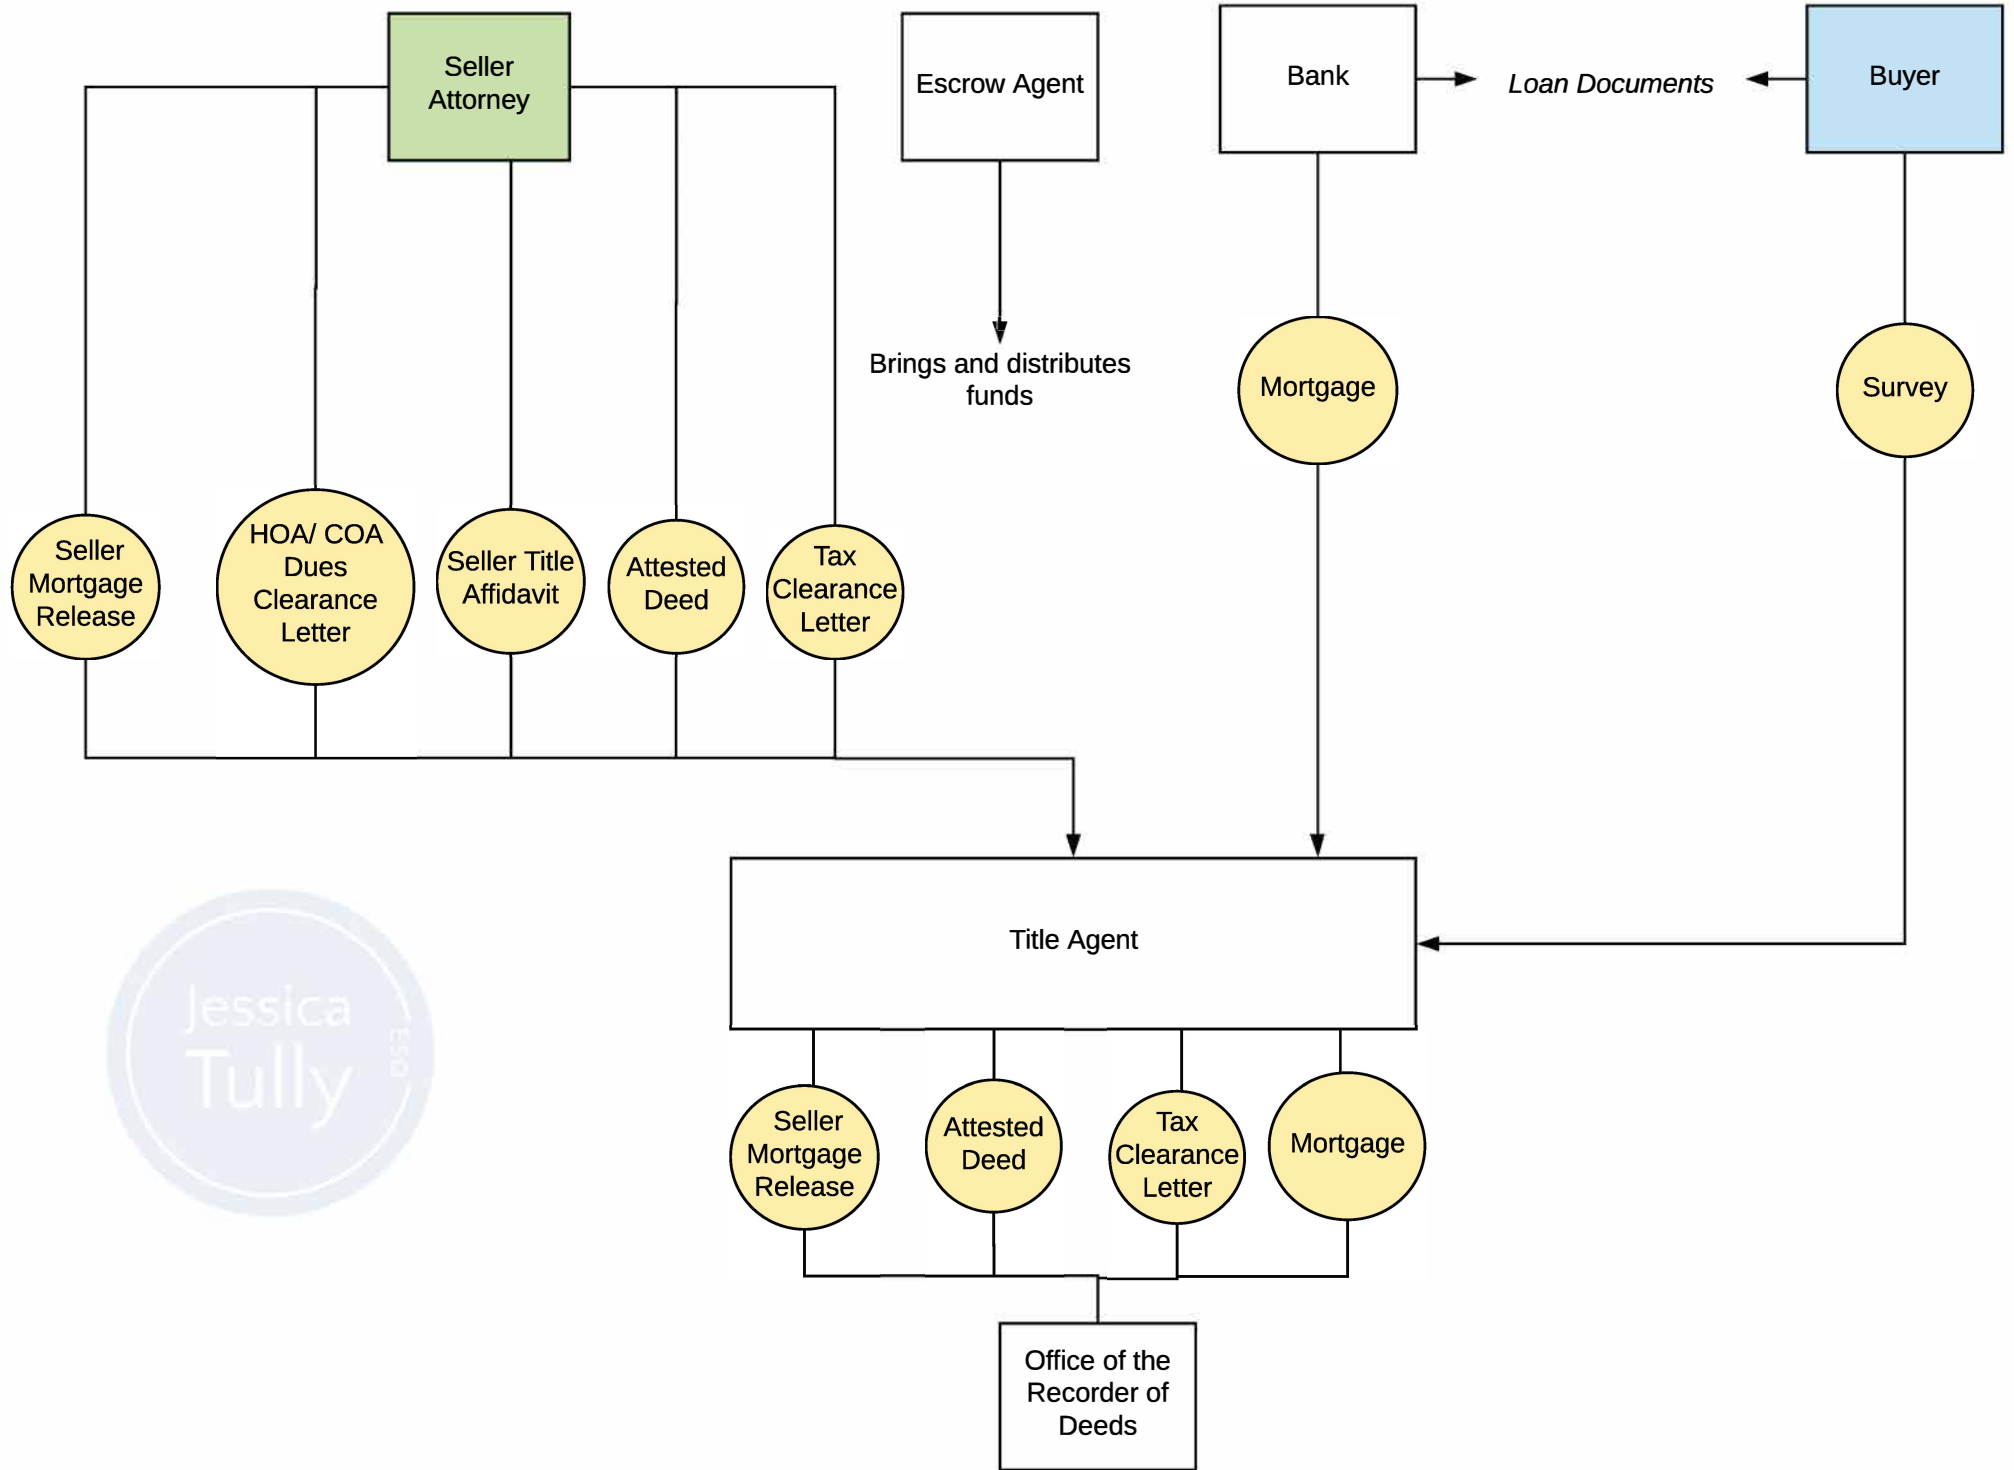 Seller
Attorney
Escrow Agent
Bank
Loan Documents
Buyer
Brings and distributes
funds
Mortgage
Survey
Seller
Mortgage
Release
HOA/ COA
Dues
Clearance
Letter
Seller Title
Affidavit
Attested
Deed
Tax
Clearance
Letter
Title Agent
Jessica
Tully
ESQ
Seller
Mortgage
Release
Attested
Deed
Tax
Clearance
Letter
Mortgage
Office of the
Recorder of
Deeds